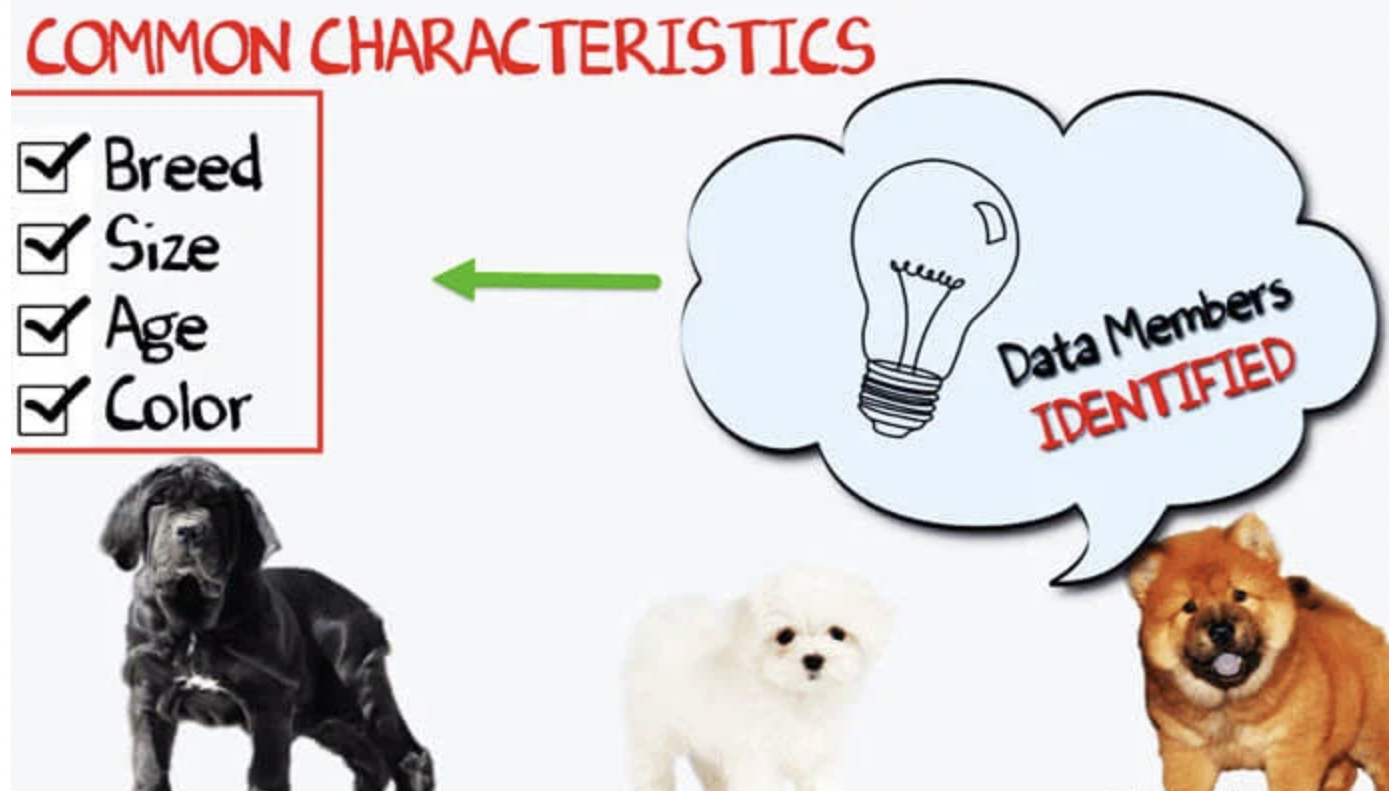 COMMON CHARACTERISTICS
Breed
Size
Age
Color
Data Members
IDENTIFIED